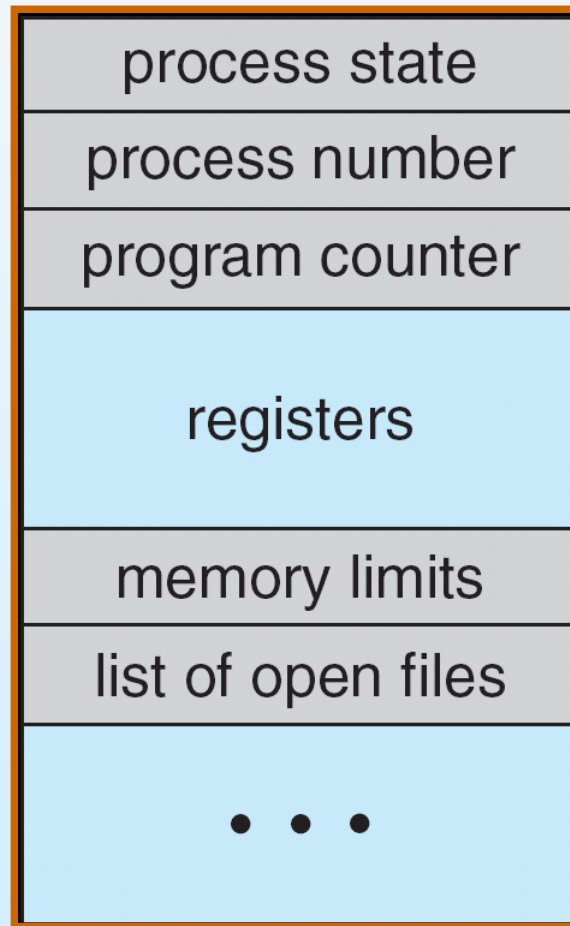 process state
process number
program counter
registers
memory limits
list of open files
• • •